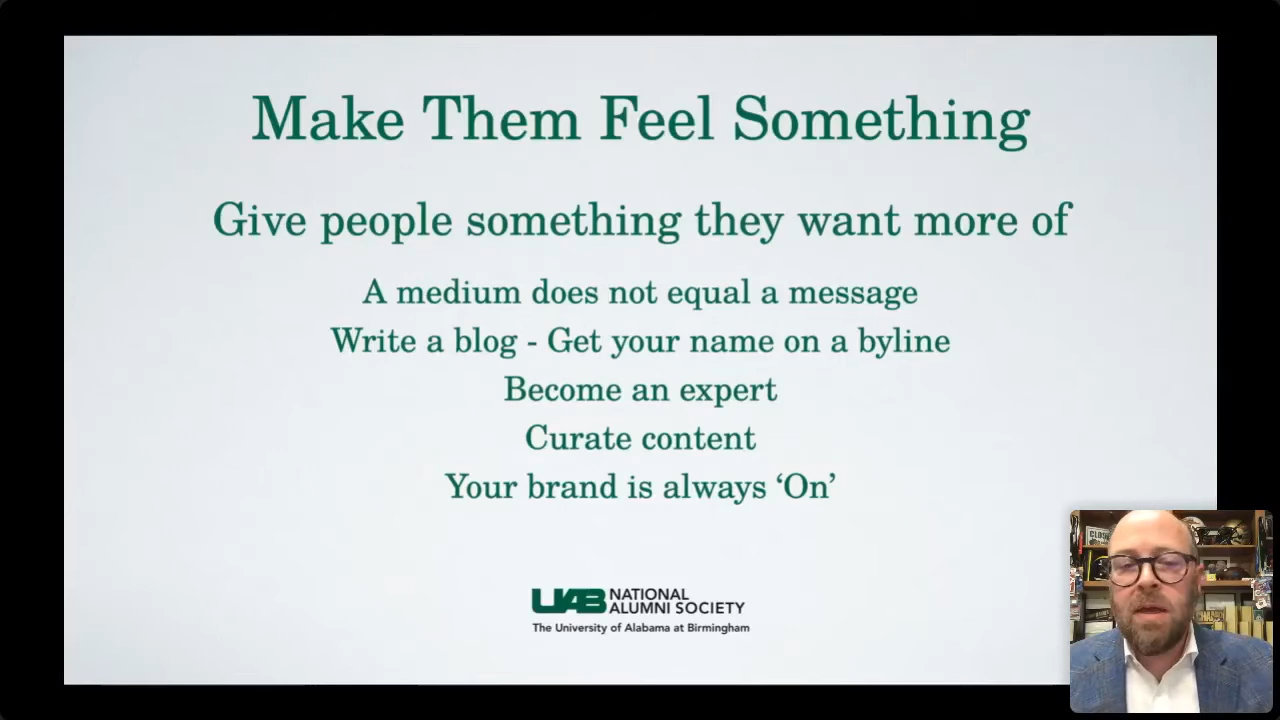 Make Them Feel Something
Give people something they want more of
A medium does not equal a message
Write a blog - Get your name on a byline
Become an expert
Curate content
Your brand is always ‘On’
UAB NATIONAL
ALUMNI SOCIETY
The University of Alabama at Birmingham